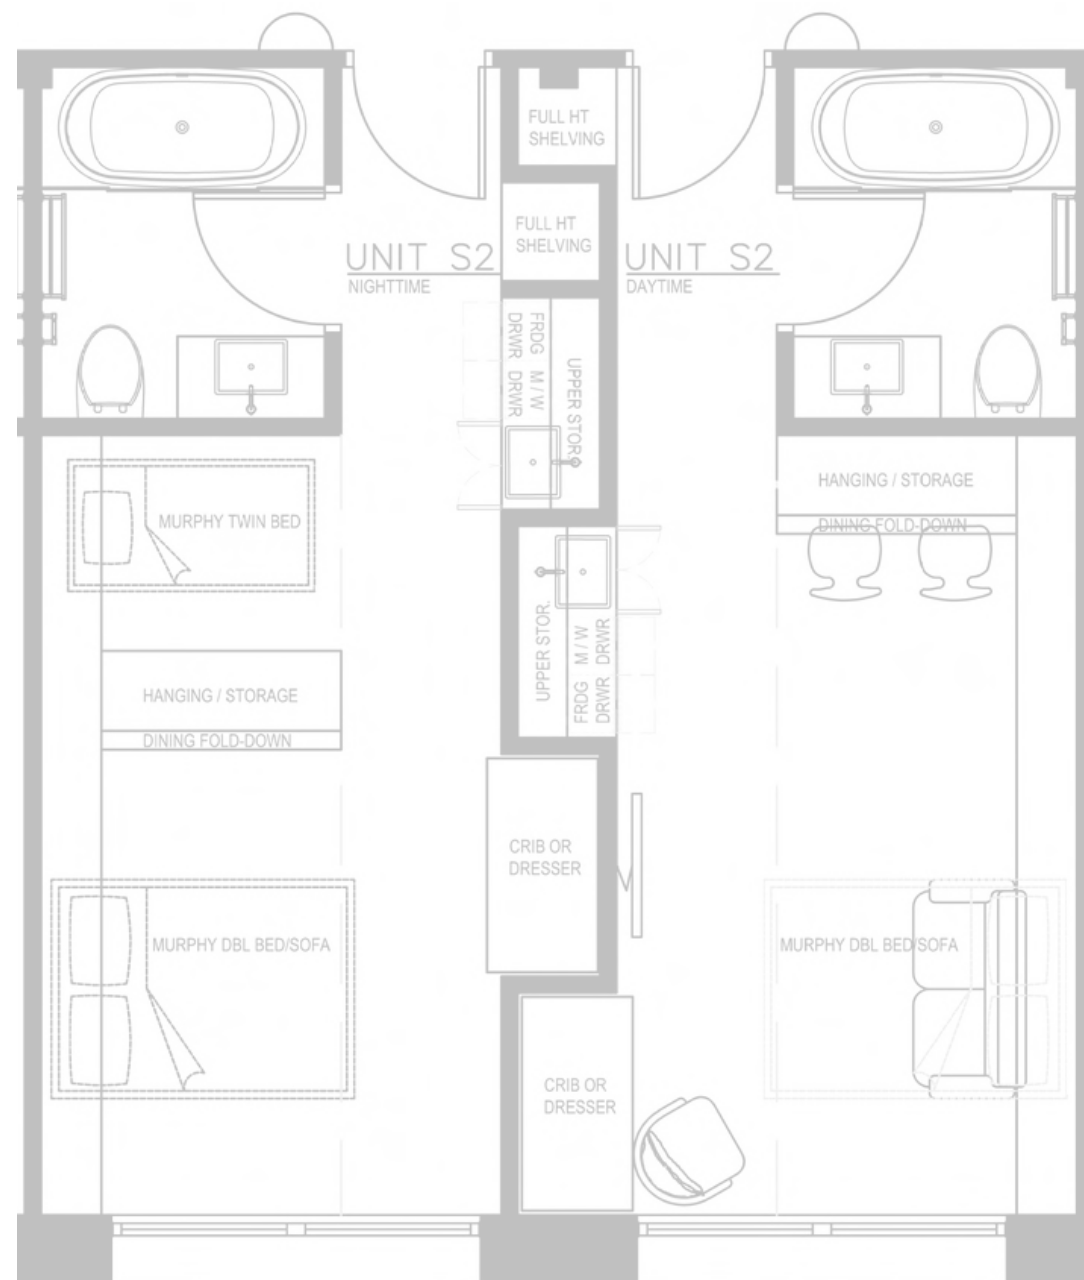 FULL HT
SHELVING
FULL HT
SHELVING
UNIT S2
NIGHTTIME
UNIT S2
DAYTIME
FRDG M / W
DRWR DRWR
UPPER STOR.
MURPHY TWIN BED
HANGING / STORAGE
DINING FOLD-DOWN
UPPER STOR.
FRDG M / W
DRWR DRWR
HANGING / STORAGE
DINING FOLD-DOWN
CRIB OR
DRESSER
MURPHY DBL BED/SOFA
MURPHY DBL BED/SOFA
CRIB OR
DRESSER